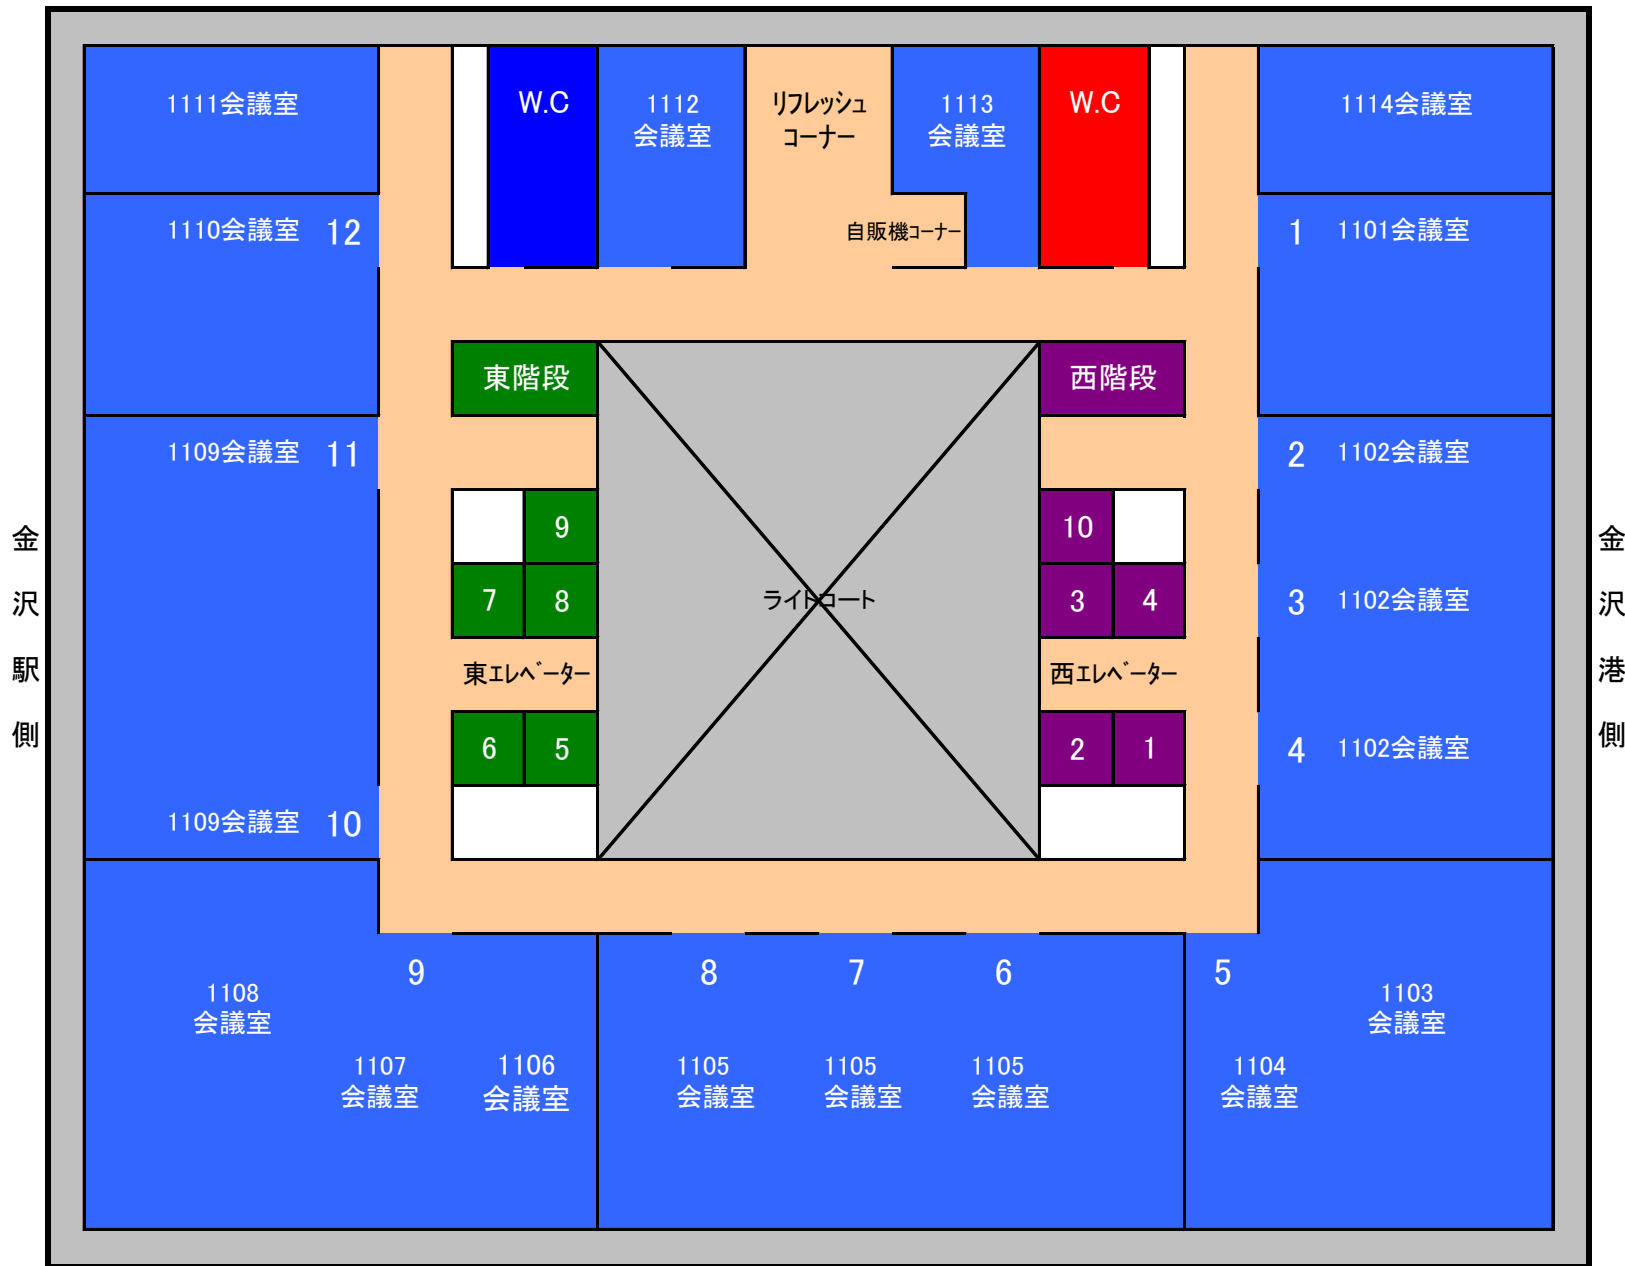 1111会議室
W.C
1112
会議室
リフレッシュ
コーナー
1113
会議室
W.C
1114会議室
1110会議室 12
自販機コーナー
1 1101会議室
東階段
西階段
1109会議室 11
2 1102会議室
9
10
7 8
ライトコート
3 4
3 1102会議室
東エレベーター
西エレベーター
6 5
2 1
4 1102会議室
1109会議室 10
金沢駅側
金沢港側
9
8
7
6
5
1108
会議室
1103
会議室
1107
会議室
1106
会議室
1105
会議室
1105
会議室
1105
会議室
1104
会議室